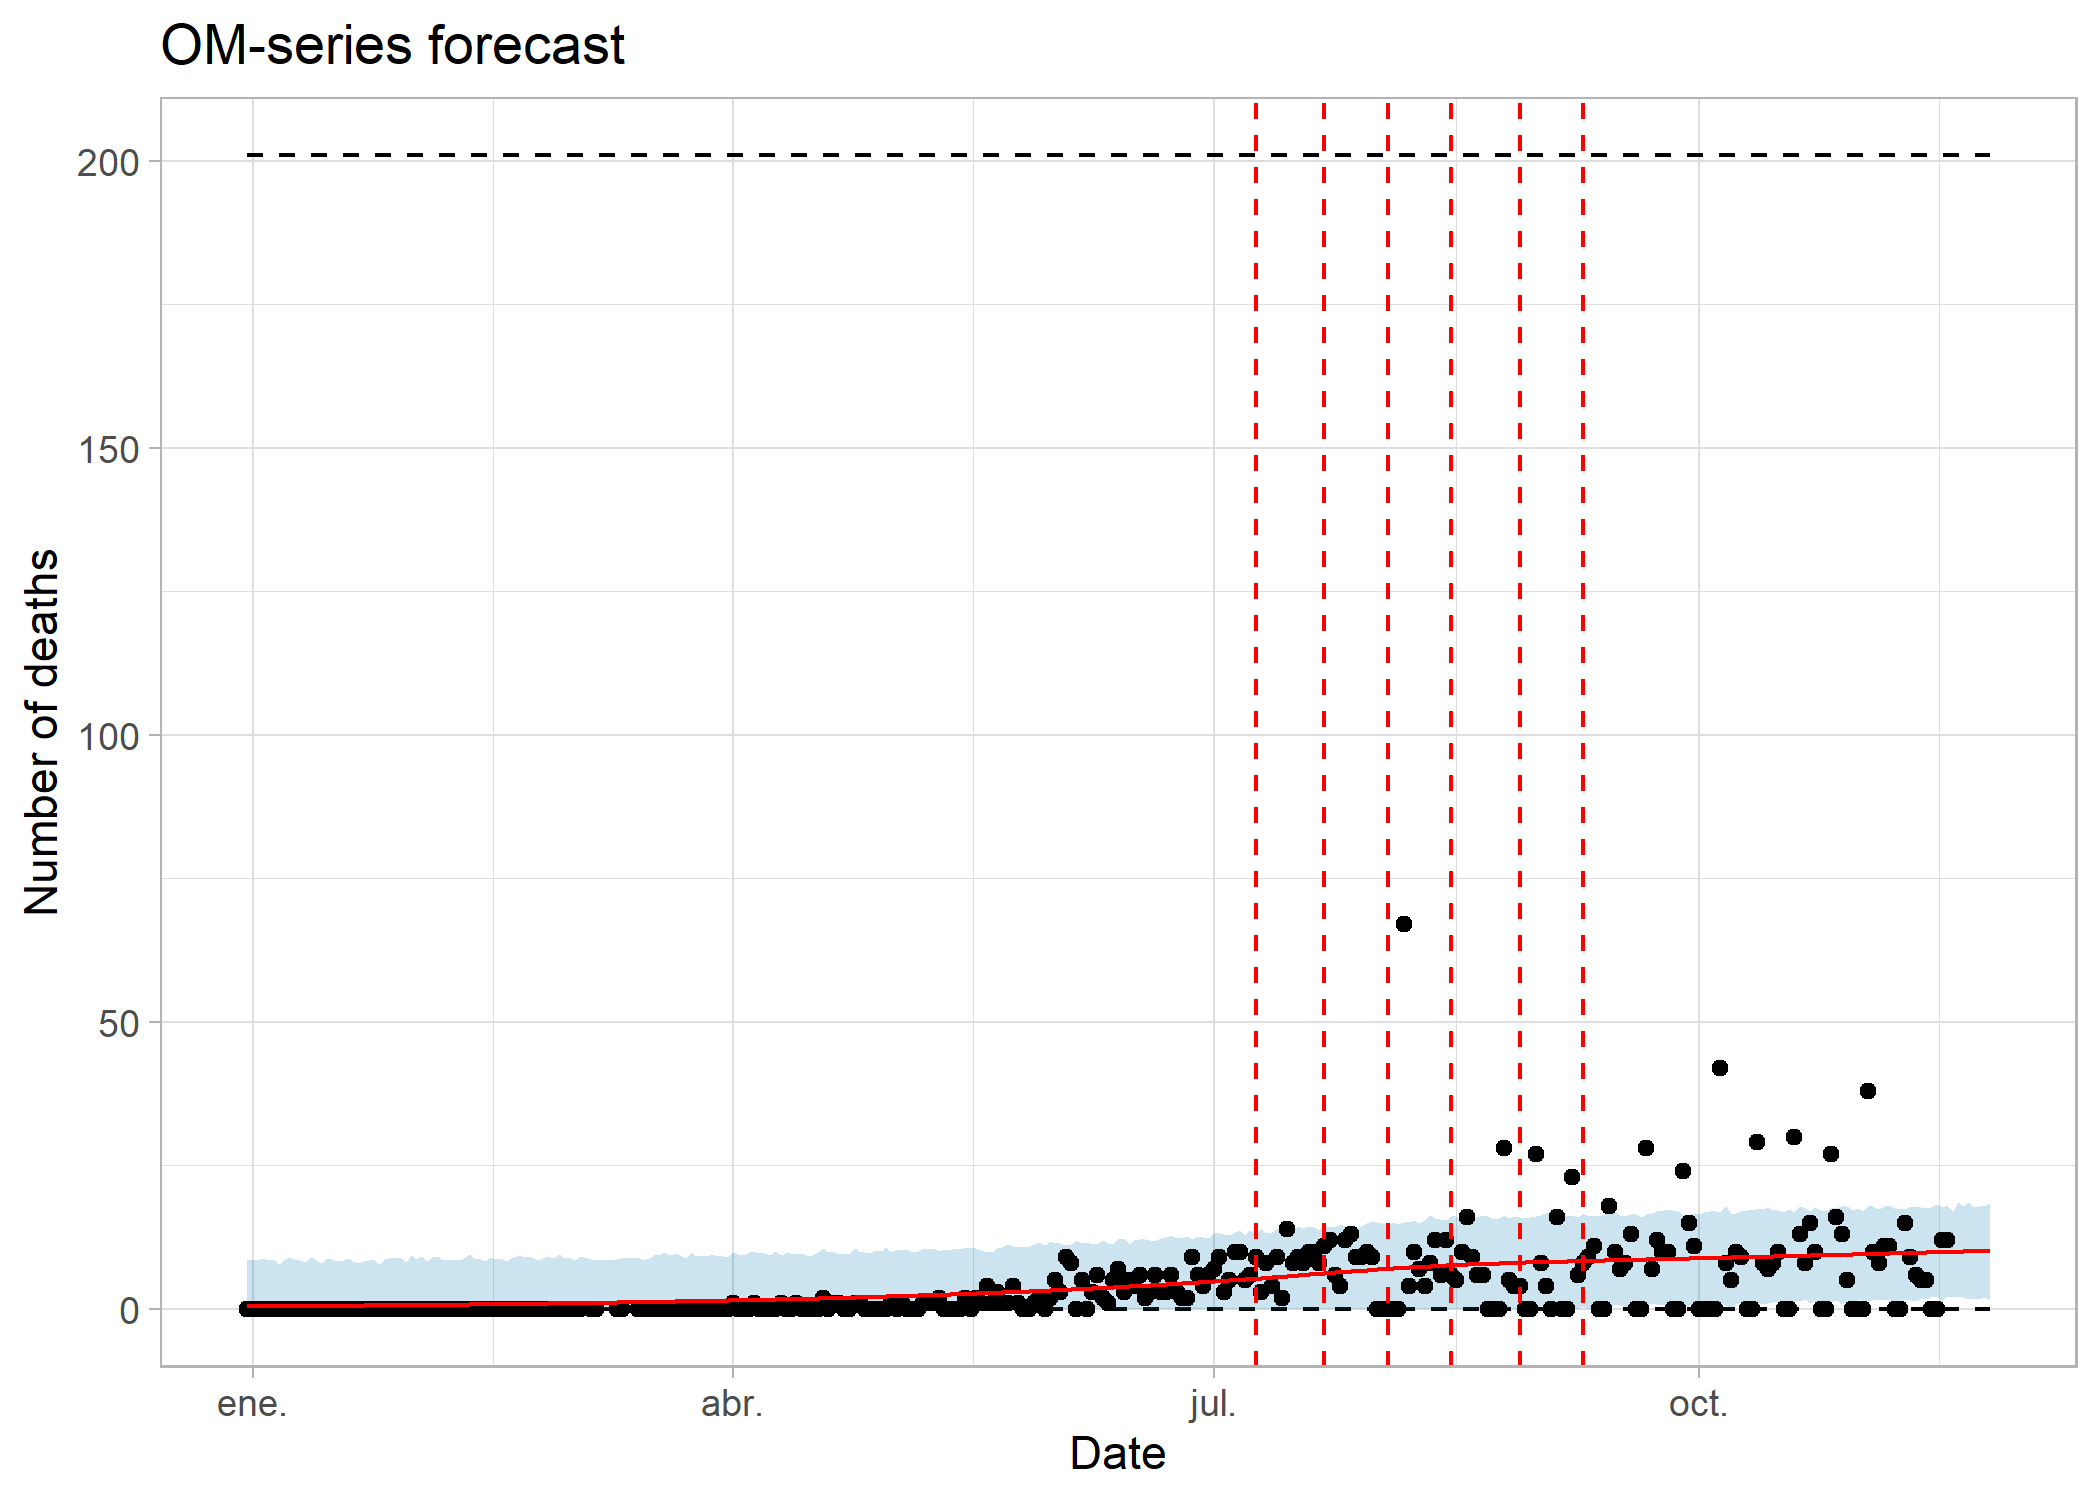 OM-series forecast
200
150
100
50
0
Number of deaths
ene.
abr.
jul.
oct.
Date